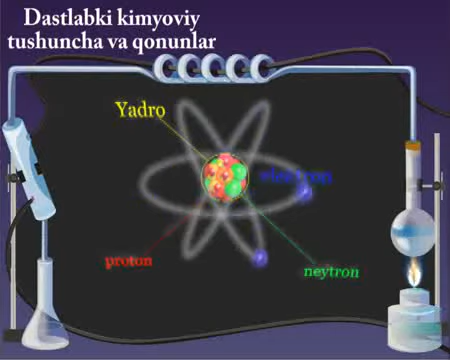 Dastlabki kimyoviy
tushuncha va qonunlar
Yadro
elektron
proton
neytron